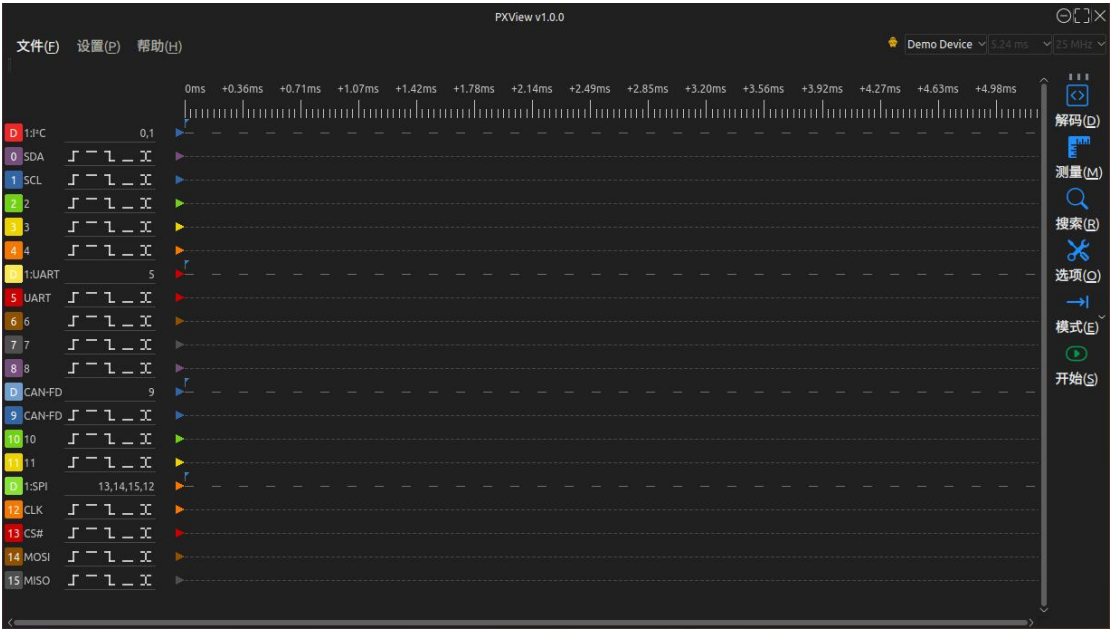 PXView v1.0.0
文件(F) 设置(P) 帮助(H)
Demo Device 5.24 ms 25 MHz
0ms +0.36ms +0.71ms +1.07ms +1.42ms +1.78ms +2.14ms +2.49ms +2.85ms +3.20ms +3.56ms +3.92ms +4.27ms +4.63ms +4.98ms
D 1:I²C 0,1
0 SDA
1 SCL
2 2
3 3
4 4
D 1:UART 5
5 UART
6 6
7 7
8 8
D CAN-FD 9
9 CAN-FD
10 10
11 11
D 1:SPI 13,14,15,12
12 CLK
13 CS#
14 MOSI
15 MISO
解码(D)
测量(M)
搜索(R)
选项(O)
模式(E)
开始(S)